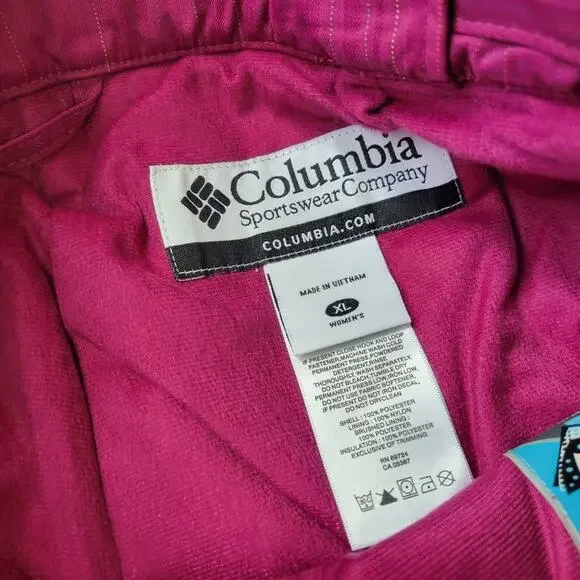 Columbia
Sportswear Company
COLUMBIA.COM
MADE IN VIETNAM
XL
WOMEN'S
IF PRESENT CLOSE HOOK AND LOOP
FASTENER,MACHINE WASH COLD
PERMANENT PRESS,POWDERED
DETERGENT,RINSE
THOROUGHLY.WASH SEPARATELY.
DO NOT BLEACH,TUMBLE DRY
PERMANENT PRESS LOW,IRON LOW,
DO NOT USE FABRIC SOFTENER,
IF PRESENT DO NOT IRON DECAL,
DO NOT DRYCLEAN
SHELL : 100% POLYESTER
LINING : 100% NYLON
BRUSHED LINING :
100% POLYESTER
INSULATION : 100% POLYESTER
EXCLUSIVE OF TRIMMING
RN 69724
CA 05367